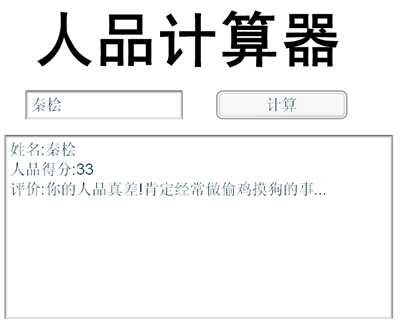 人品计算器
秦桧
计算
姓名:秦桧
人品得分:33
评价:你的人品真差!肯定经常做偷鸡摸狗的事...